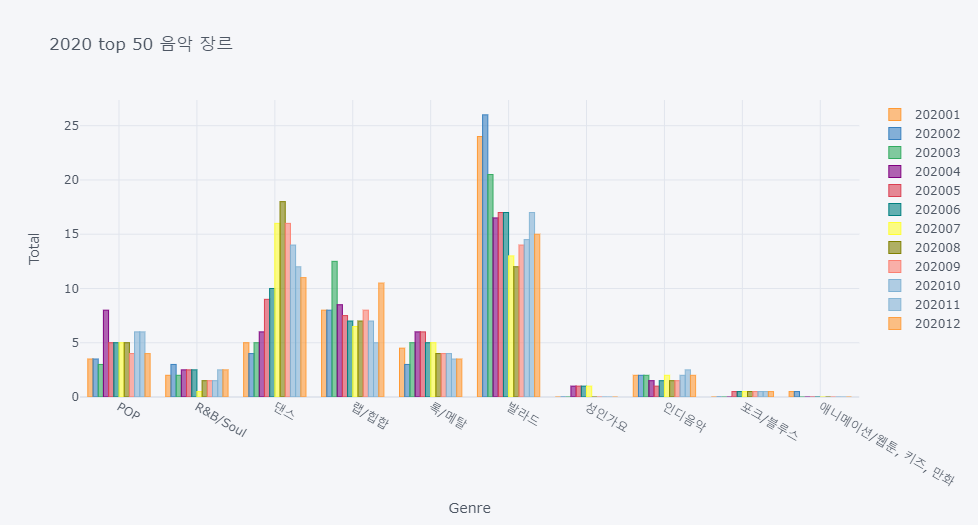 2020 top 50 음악 장르
Total
25
20
15
10
5
0
POP
R&B/Soul
댄스
랩/힙합
록/메탈
발라드
성인가요
인디음악
포크/블루스
애니메이션/웹툰, 키즈, 만화
Genre
202001
202002
202003
202004
202005
202006
202007
202008
202009
202010
202011
202012